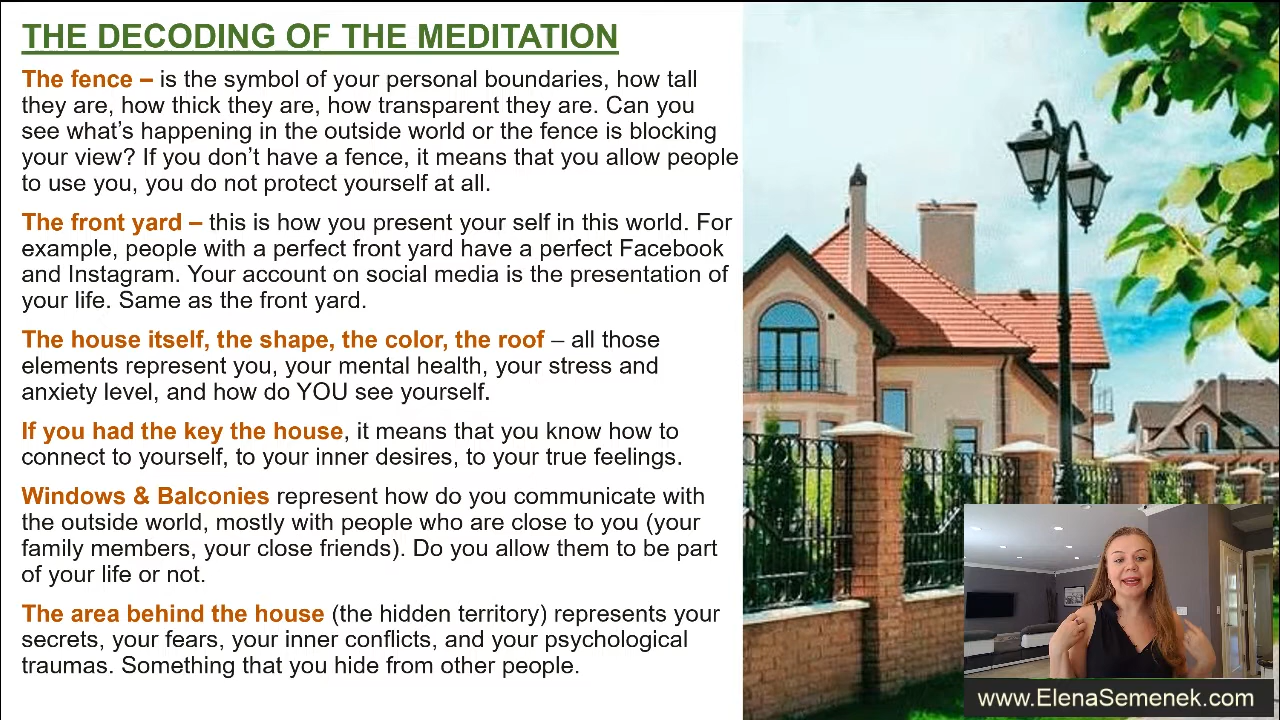 THE DECODING OF THE MEDITATION
The fence – is the symbol of your personal boundaries, how tall
they are, how thick they are, how transparent they are. Can you
see what's happening in the outside world or the fence is blocking
your view? If you don't have a fence, it means that you allow people
to use you, you do not protect yourself at all.
The front yard – this is how you present your self in this world. For
example, people with a perfect front yard have a perfect Facebook
and Instagram. Your account on social media is the presentation of
your life. Same as the front yard.
The house itself, the shape, the color, the roof – all those
elements represent you, your mental health, your stress and
anxiety level, and how do YOU see yourself.
If you had the key the house, it means that you know how to
connect to yourself, to your inner desires, to your true feelings.
Windows & Balconies represent how do you communicate with
the outside world, mostly with people who are close to you (your
family members, your close friends). Do you allow them to be part
of your life or not.
The area behind the house (the hidden territory) represents your
secrets, your fears, your inner conflicts, and your psychological
traumas. Something that you hide from other people.
www.ElenaSemenek.com